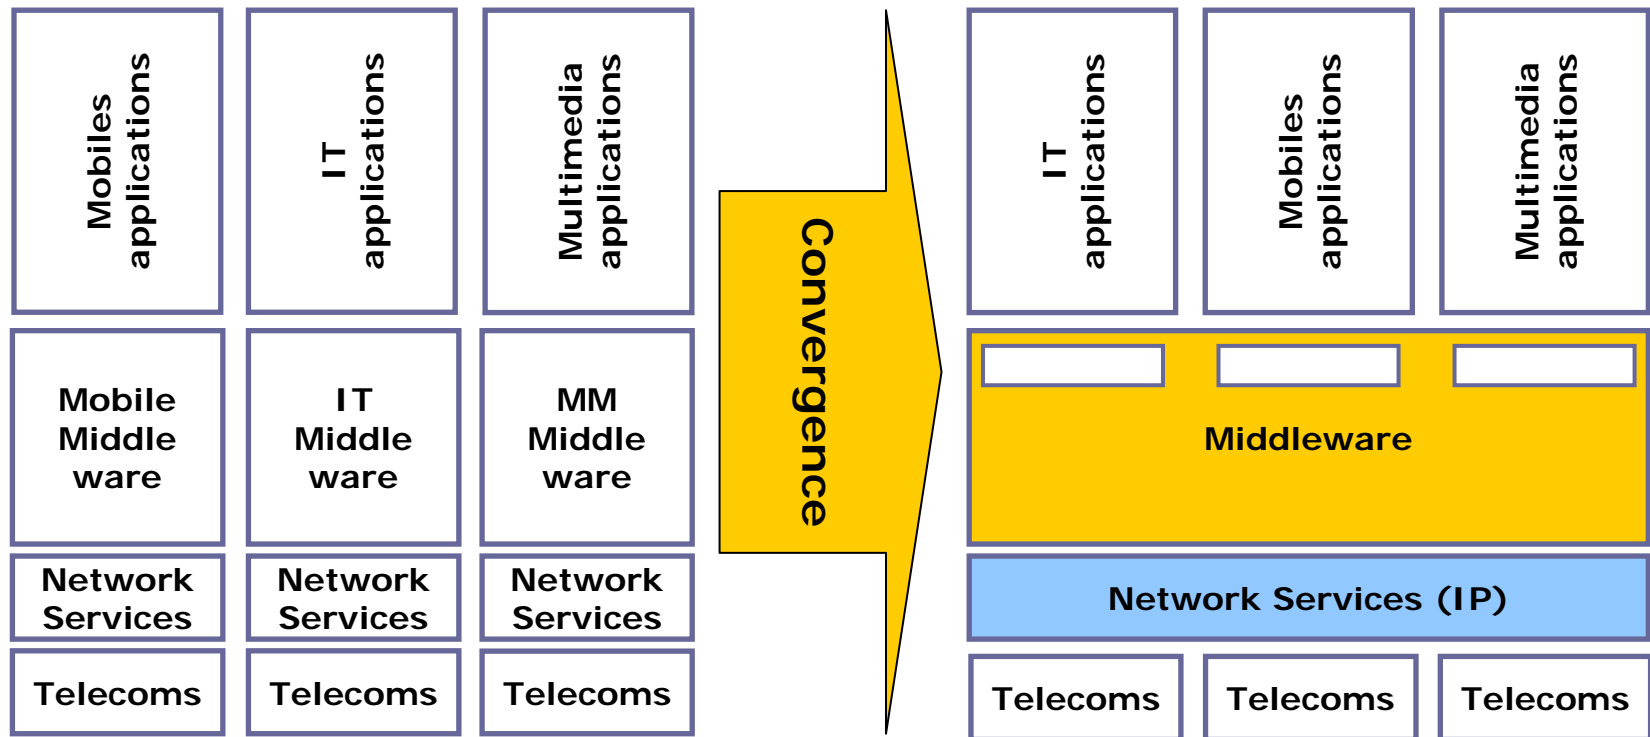 Mobiles
applications
IT
applications
Multimedia
applications
Mobile
Middle
ware
IT
Middle
ware
MM
Middle
ware
Network
Services
Network
Services
Network
Services
Telecoms
Telecoms
Telecoms
Convergence
IT
applications
Mobiles
applications
Multimedia
applications
Middleware
Network Services (IP)
Telecoms
Telecoms
Telecoms